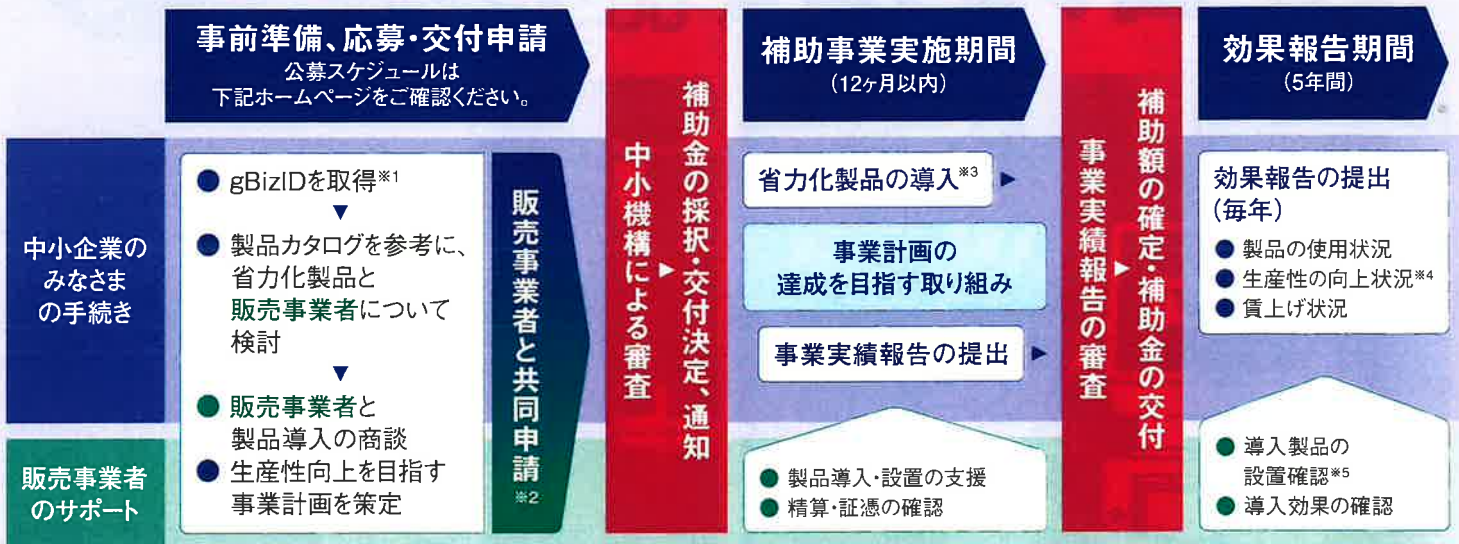 事前準備、応募・交付申請
公募スケジュールは
下記ホームページをご確認ください。
中小企業の
みなさま
の手続き
販売事業者
のサポート
● gBizIDを取得※1
▼
● 製品カタログを参考に、
省力化製品と
販売事業者について
検討
▼
● 販売事業者と
製品導入の商談
● 生産性向上を目指す
事業計画を策定
販売事業者と共同申請※2
中小機構による審査
▶
補助金の採択・交付決定、通知
補助事業実施期間
(12ヶ月以内)
省力化製品の導入※3 ▶
事業計画の
達成を目指す取り組み
事業実績報告の提出 ▶
● 製品導入・設置の支援
● 精算・証憑の確認
事業実績報告の審査
▶
補助額の確定・補助金の交付
効果報告期間
(5年間)
効果報告の提出
(毎年)
● 製品の使用状況
● 生産性の向上状況※4
● 賃上げ状況
● 導入製品の
設置確認※5
● 導入効果の確認